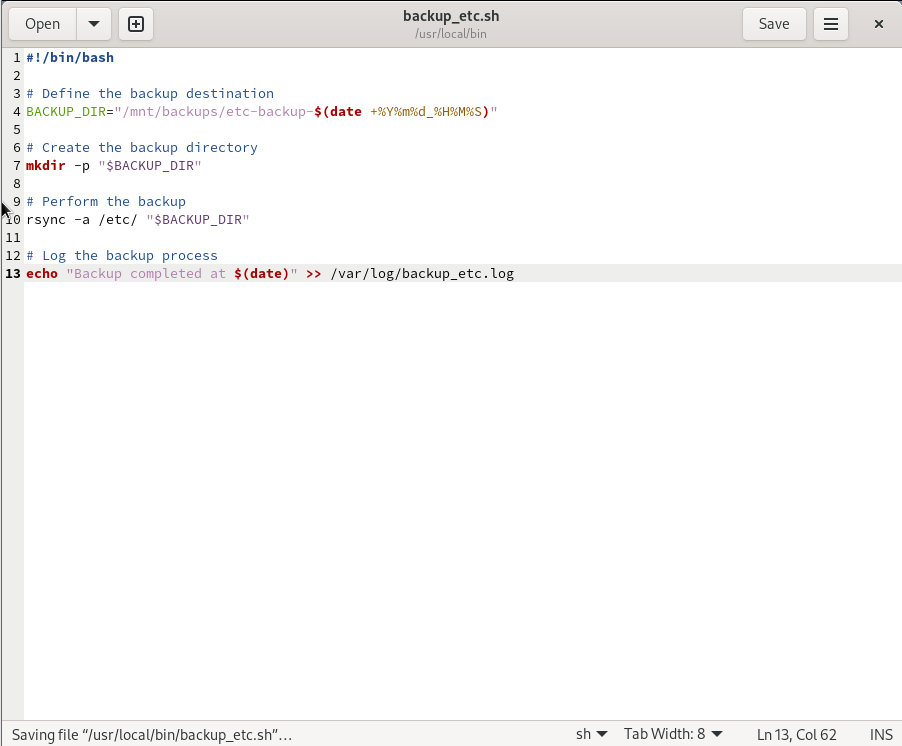 Open
backup_etc.sh
/usr/local/bin
Save
1 #!/bin/bash
2
3 # Define the backup destination
4 BACKUP_DIR="/mnt/backups/etc-backup-$(date +%Y%m%d_%H%M%S)"
5
6 # Create the backup directory
7 mkdir -p "$BACKUP_DIR"
8
9 # Perform the backup
10 rsync -a /etc/ "$BACKUP_DIR"
11
12 # Log the backup process
13 echo "Backup completed at $(date)" >> /var/log/backup_etc.log
Saving file “/usr/local/bin/backup_etc.sh”… sh Tab Width: 8 Ln 13, Col 62 INS